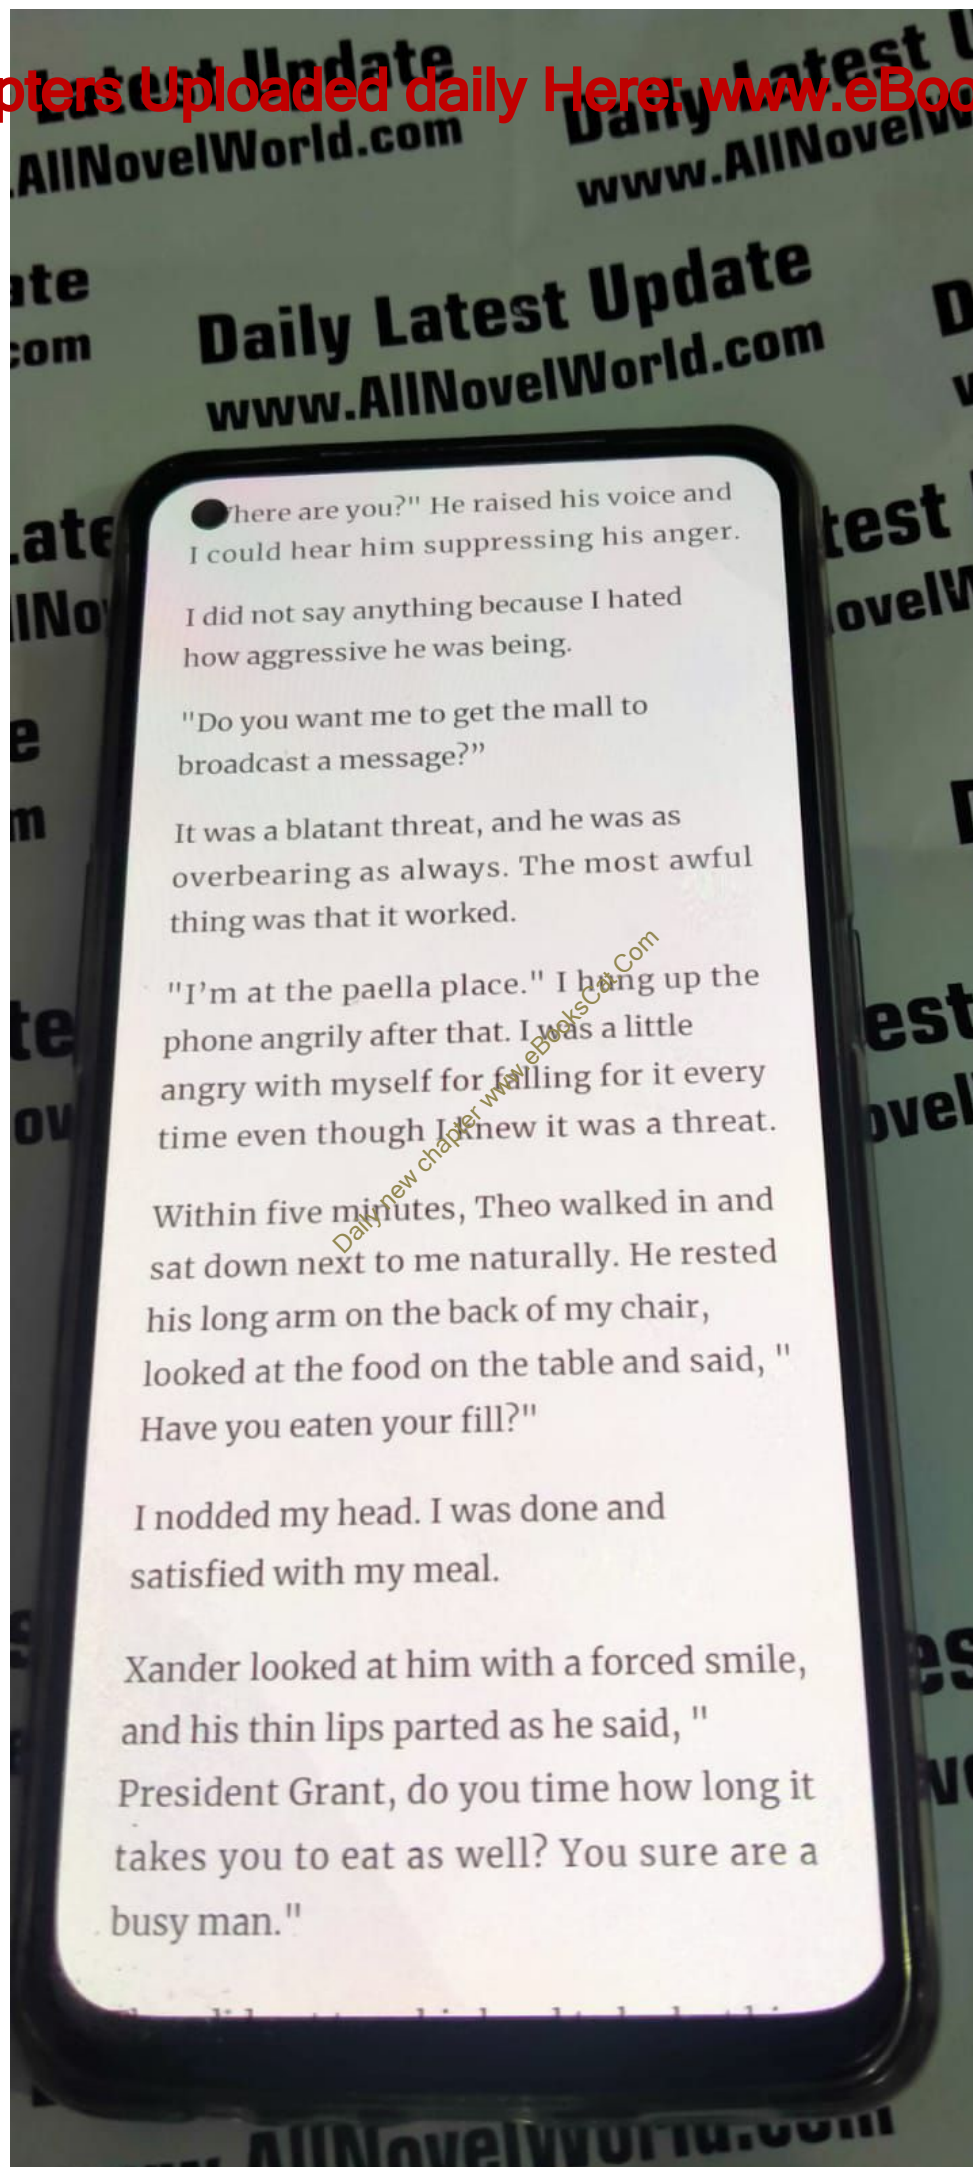 Latest Update
Daily Latest
pters Uploaded daily Here: www.eBoo
.AllNovelWorld.com
www.AllNovelW
ate
com
Daily Latest Update
www.AllNovelWorld.com
here are you?" He raised his voice and
I could hear him suppressing his anger.
I did not say anything because I hated
how aggressive he was being.
"Do you want me to get the mall to
broadcast a message?”
It was a blatant threat, and he was as
overbearing as always. The most awful
thing was that it worked.
"I’m at the paella place." I hung up the
phone angrily after that. I was a little
angry with myself for falling for it every
time even though I knew it was a threat.
Daily new chapter www.eBooksCat.Com
Within five minutes, Theo walked in and
sat down next to me naturally. He rested
his long arm on the back of my chair,
looked at the food on the table and said, "
Have you eaten your fill?"
I nodded my head. I was done and
satisfied with my meal.
Xander looked at him with a forced smile,
and his thin lips parted as he said, "
President Grant, do you time how long it
takes you to eat as well? You sure are a
busy man."
AllNovelWorld.com